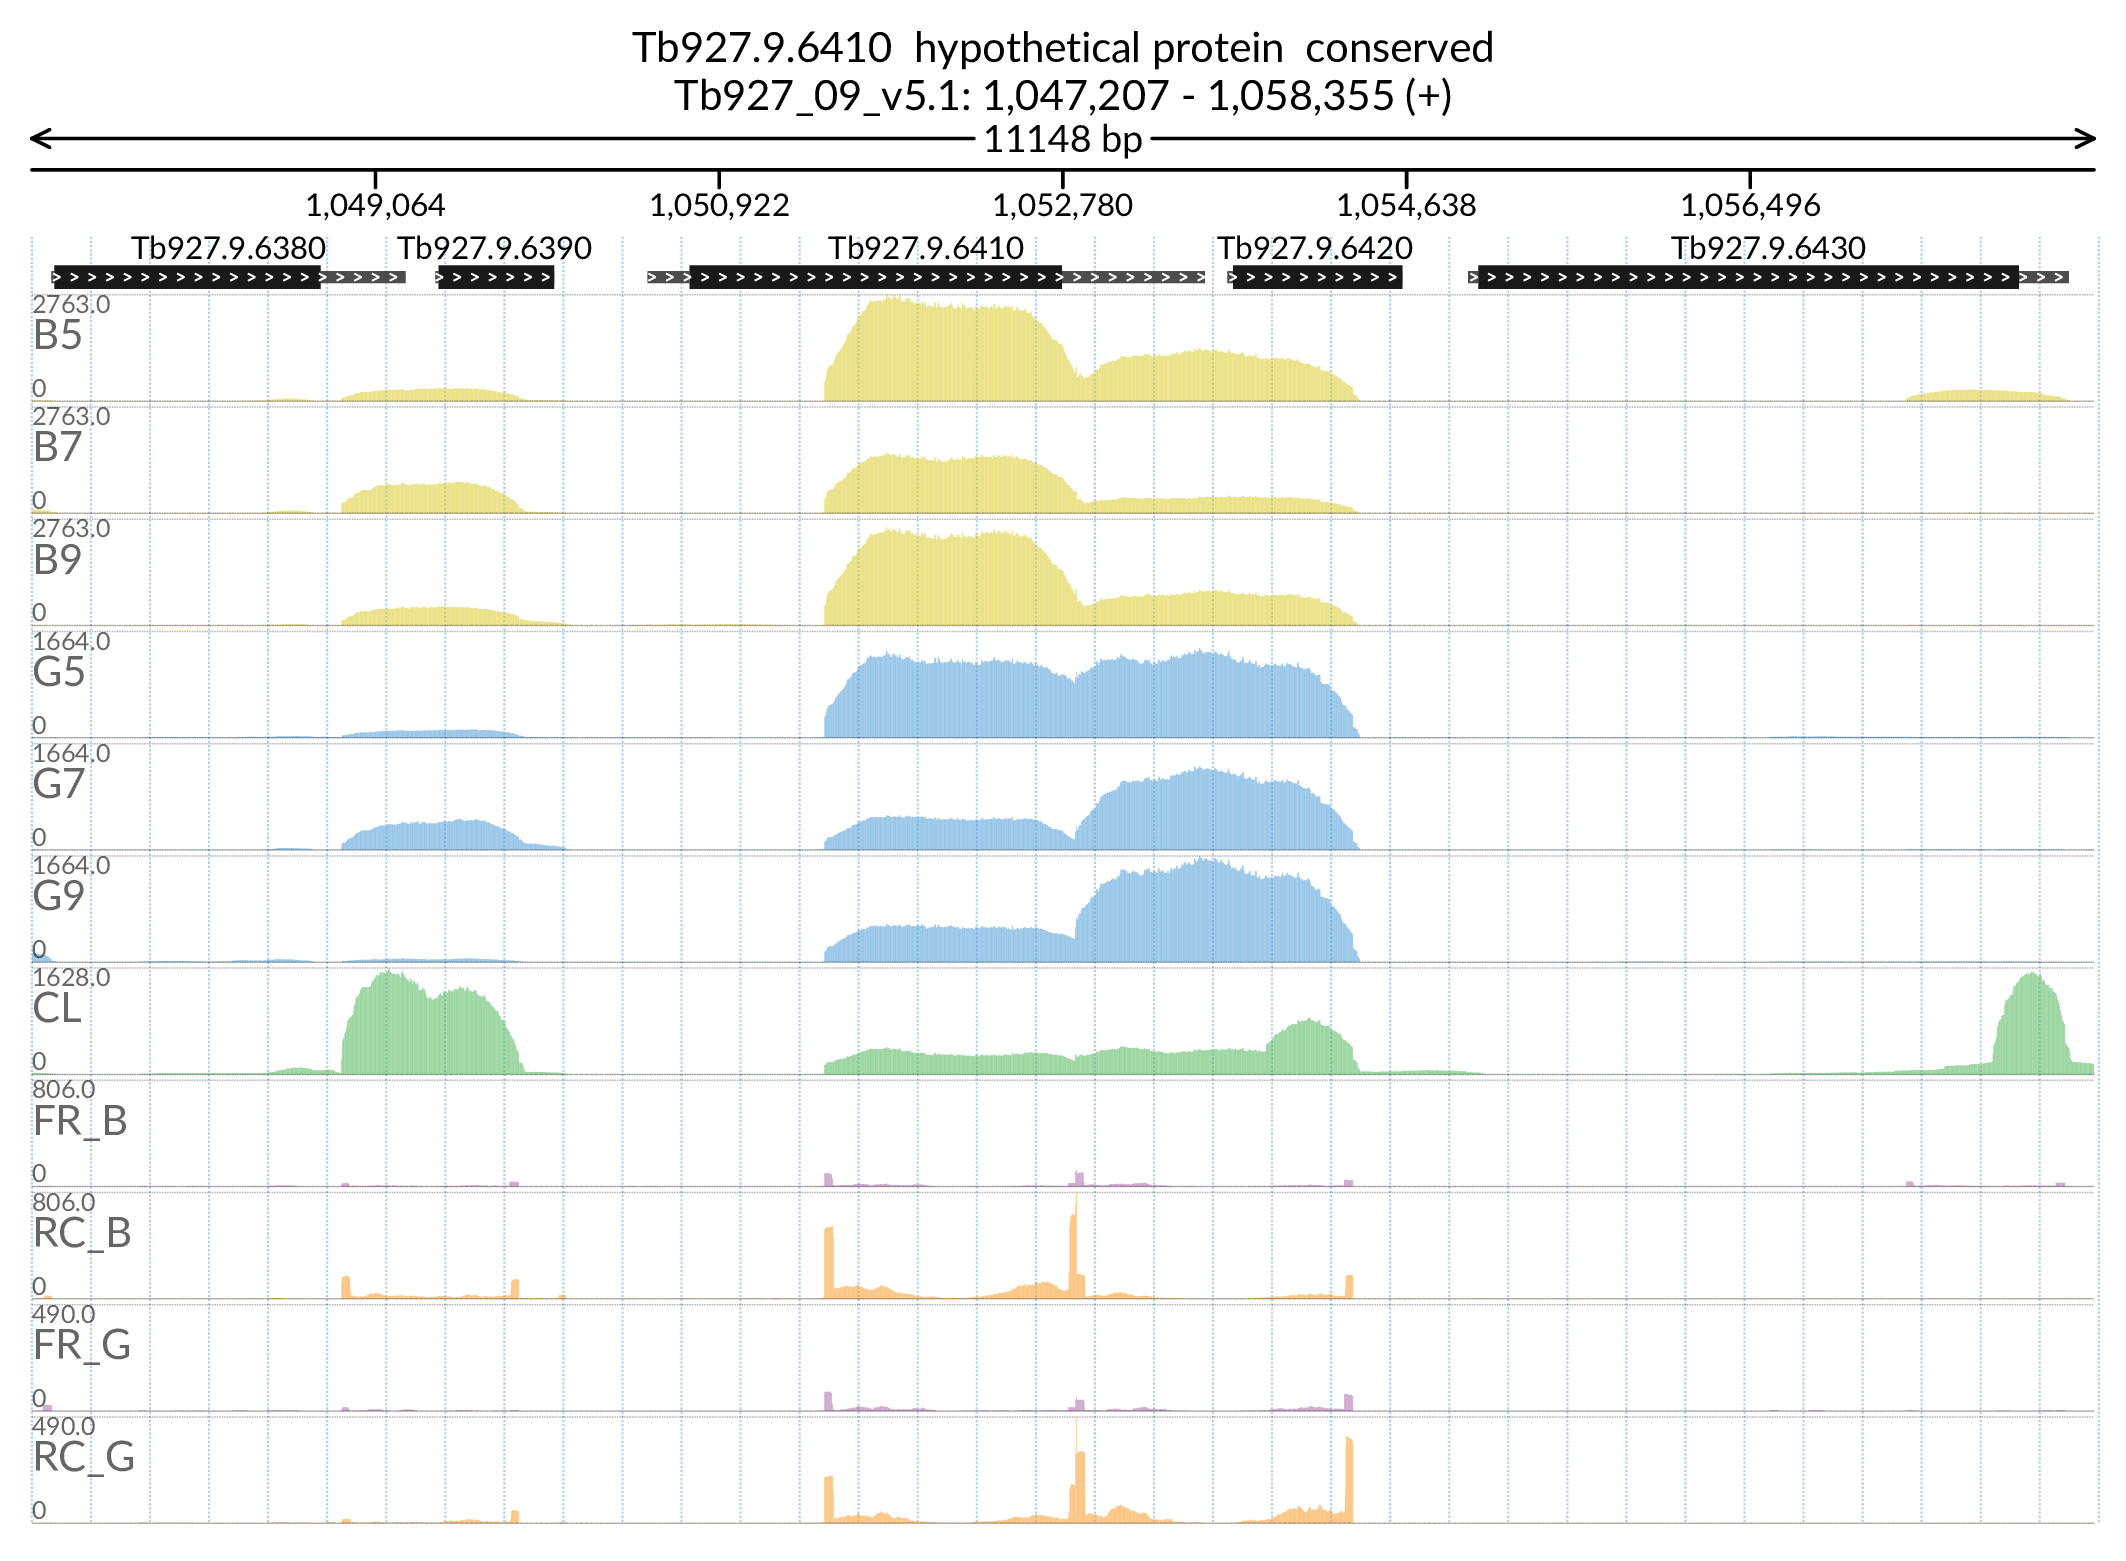 Tb927.9.6410 hypothetical protein conserved
Tb927_09_v5.1: 1,047,207 - 1,058,355 (+)
11148 bp
1,049,064 1,050,922 1,052,780 1,054,638 1,056,496
Tb927.9.6380 Tb927.9.6390 Tb927.9.6410 Tb927.9.6420 Tb927.9.6430
2763.0
B5
0
2763.0
B7
0
2763.0
B9
0
1664.0
G5
0
1664.0
G7
0
1664.0
G9
0
1628.0
CL
0
806.0
FR_B
0
806.0
RC_B
0
490.0
FR_G
0
490.0
RC_G
0